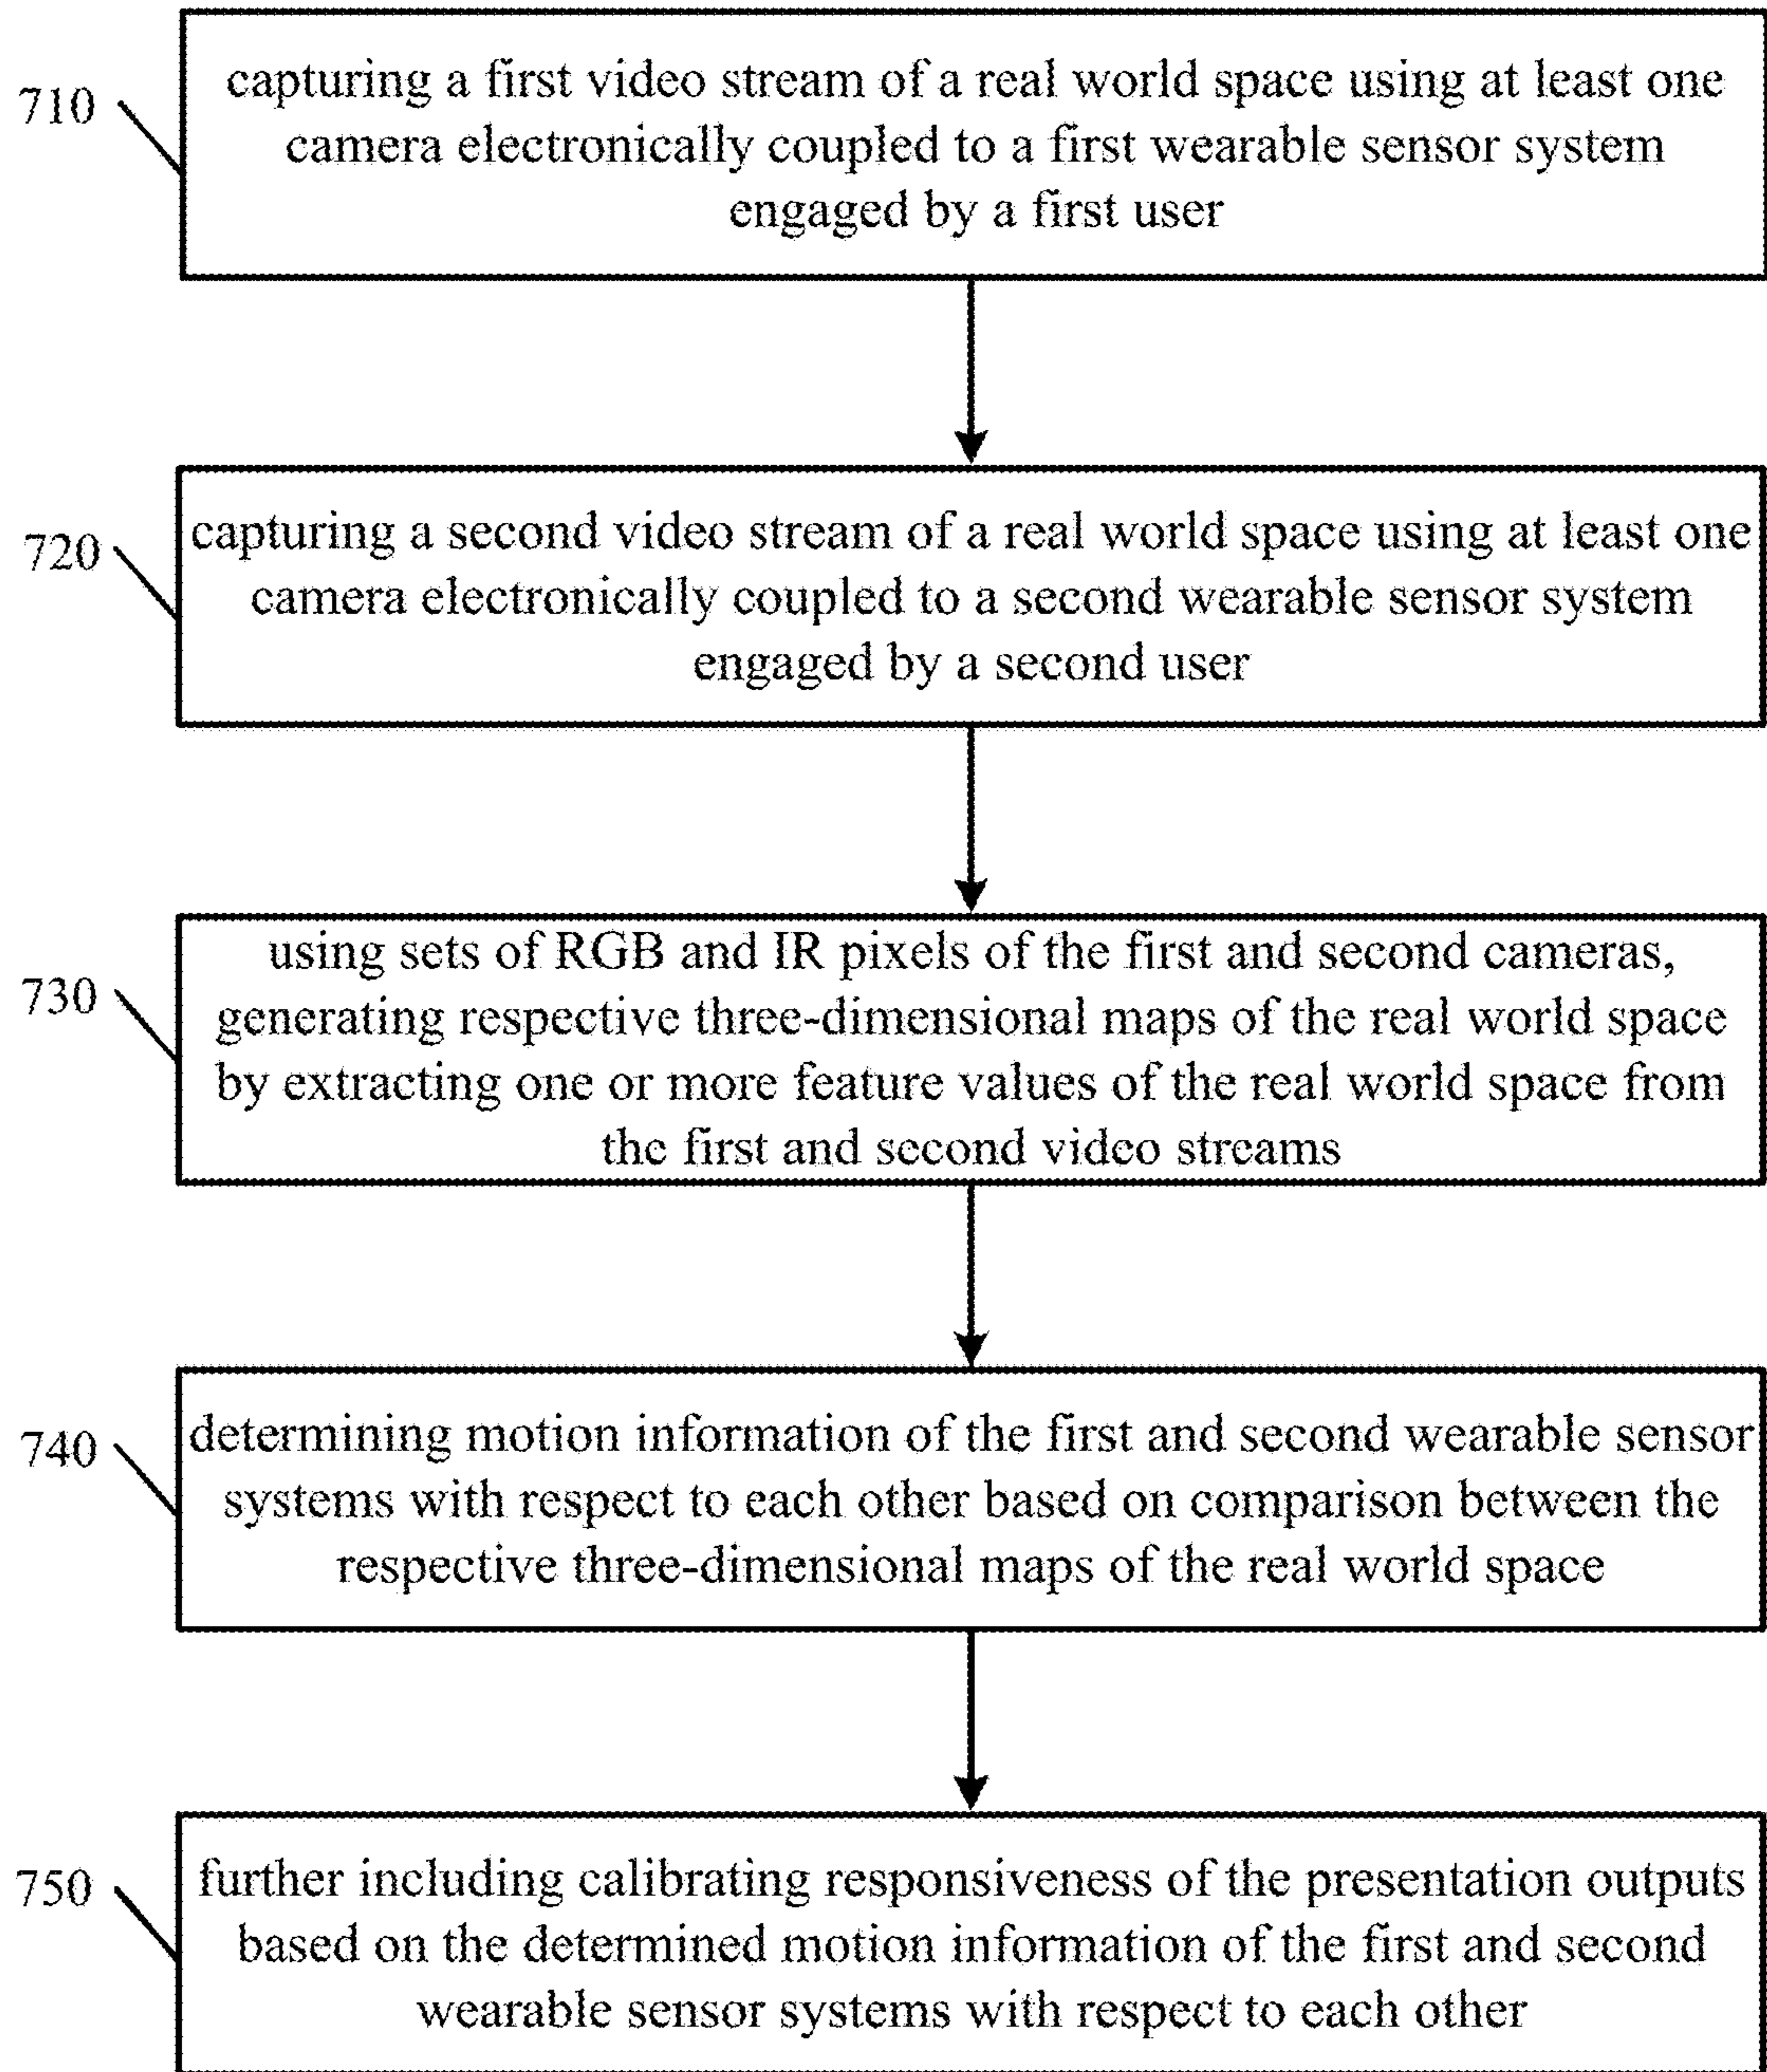 710
capturing a first video stream of a real world space using at least one
camera electronically coupled to a first wearable sensor system
engaged by a first user
720
capturing a second video stream of a real world space using at least one
camera electronically coupled to a second wearable sensor system
engaged by a second user
730
using sets of RGB and IR pixels of the first and second cameras,
generating respective three-dimensional maps of the real world space
by extracting one or more feature values of the real world space from
the first and second video streams
740
determining motion information of the first and second wearable sensor
systems with respect to each other based on comparison between the
respective three-dimensional maps of the real world space
750
further including calibrating responsiveness of the presentation outputs
based on the determined motion information of the first and second
wearable sensor systems with respect to each other